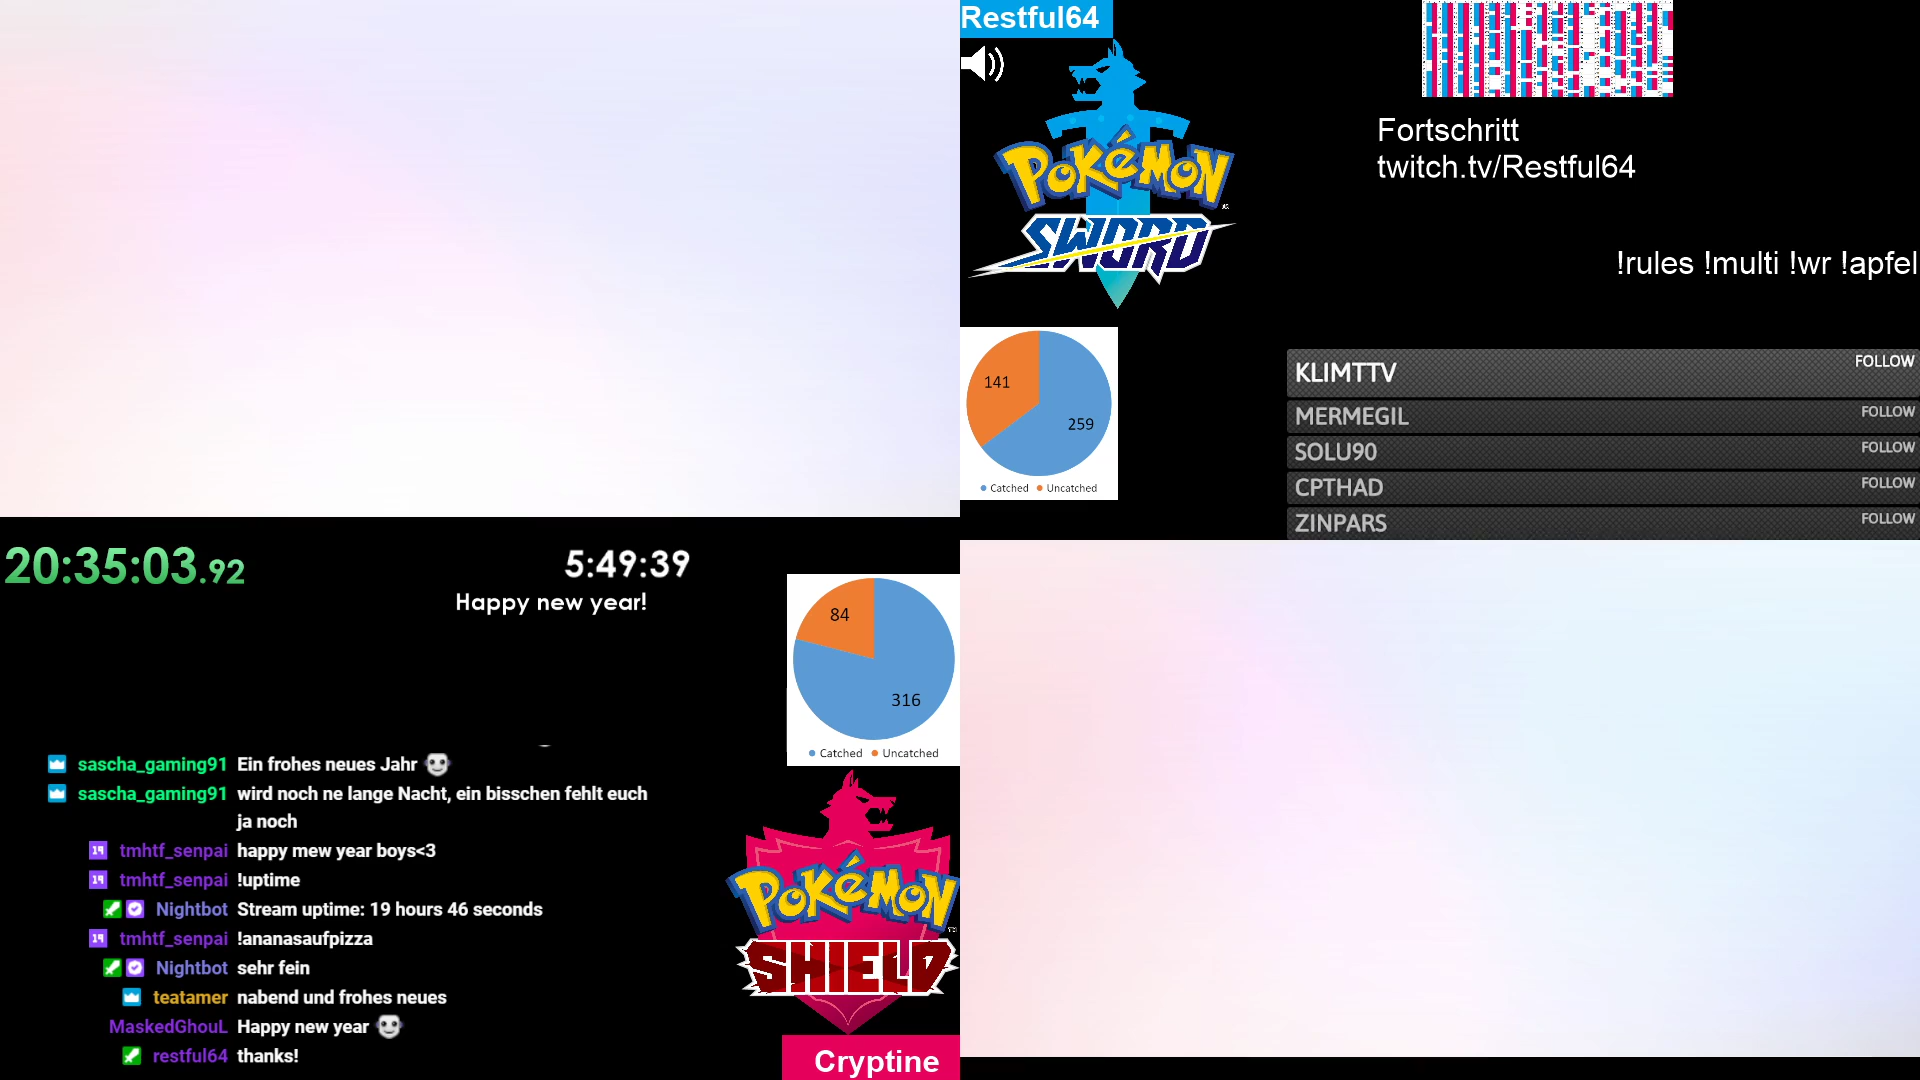 Restful64
POKÉMON
SWORD
Fortschritt
twitch.tv/Restful64
!rules !multi !wr !apfel
141
259
Catched Uncatched
KLIMTTV FOLLOW
MERMEGIL FOLLOW
SOLU90 FOLLOW
CPTHAD FOLLOW
ZINPARS FOLLOW
20:35:03.92
5:49:39
Happy new year!
84
316
Catched Uncatched
sascha_gaming91 Ein frohes neues Jahr
sascha_gaming91 wird noch ne lange Nacht, ein bisschen fehlt euch
ja noch
19 tmhtf_senpai happy mew year boys<3
19 tmhtf_senpai !uptime
Nightbot Stream uptime: 19 hours 46 seconds
19 tmhtf_senpai !ananasaufpizza
Nightbot sehr fein
teatamer nabend und frohes neues
MaskedGhouL Happy new year
restful64 thanks!
POKÉMON
SHIELD
Cryptine